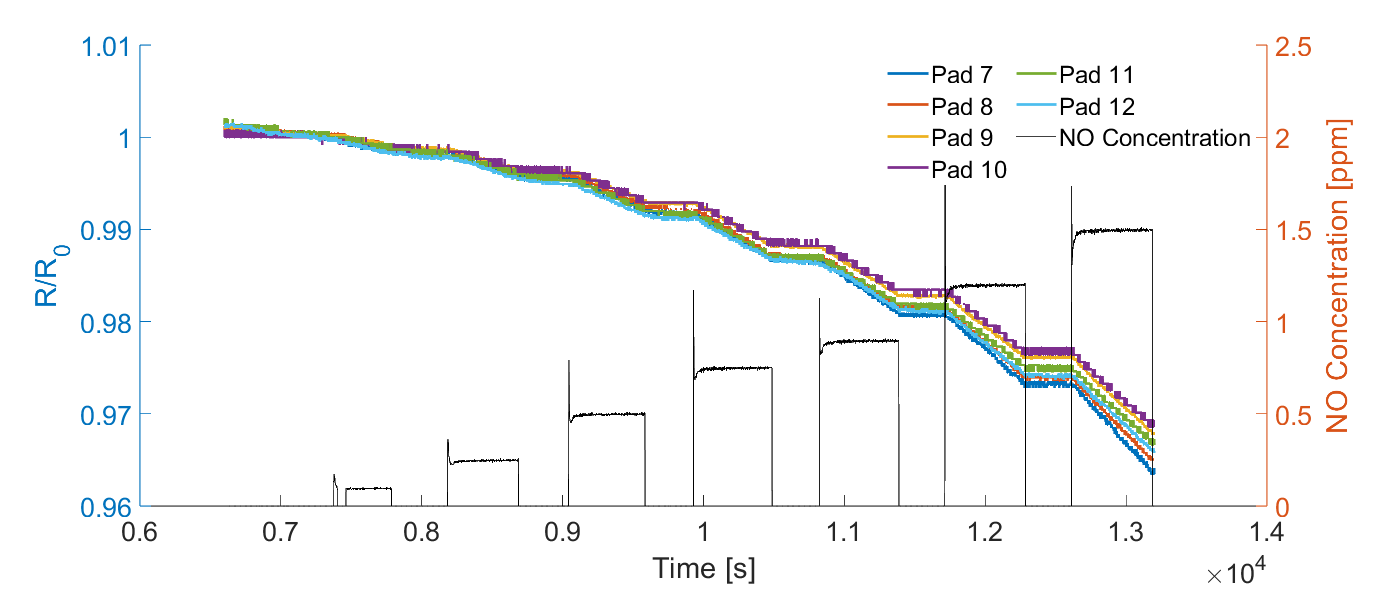 1.01
1
0.99
0.98
0.97
0.96
R/R0
2.5
2
1.5
1
0.5
0
NO Concentration [ppm]
Pad 7
Pad 8
Pad 9
Pad 10
Pad 11
Pad 12
NO Concentration
0.6 0.7 0.8 0.9 1 1.1 1.2 1.3 1.4
Time [s]
×10^4